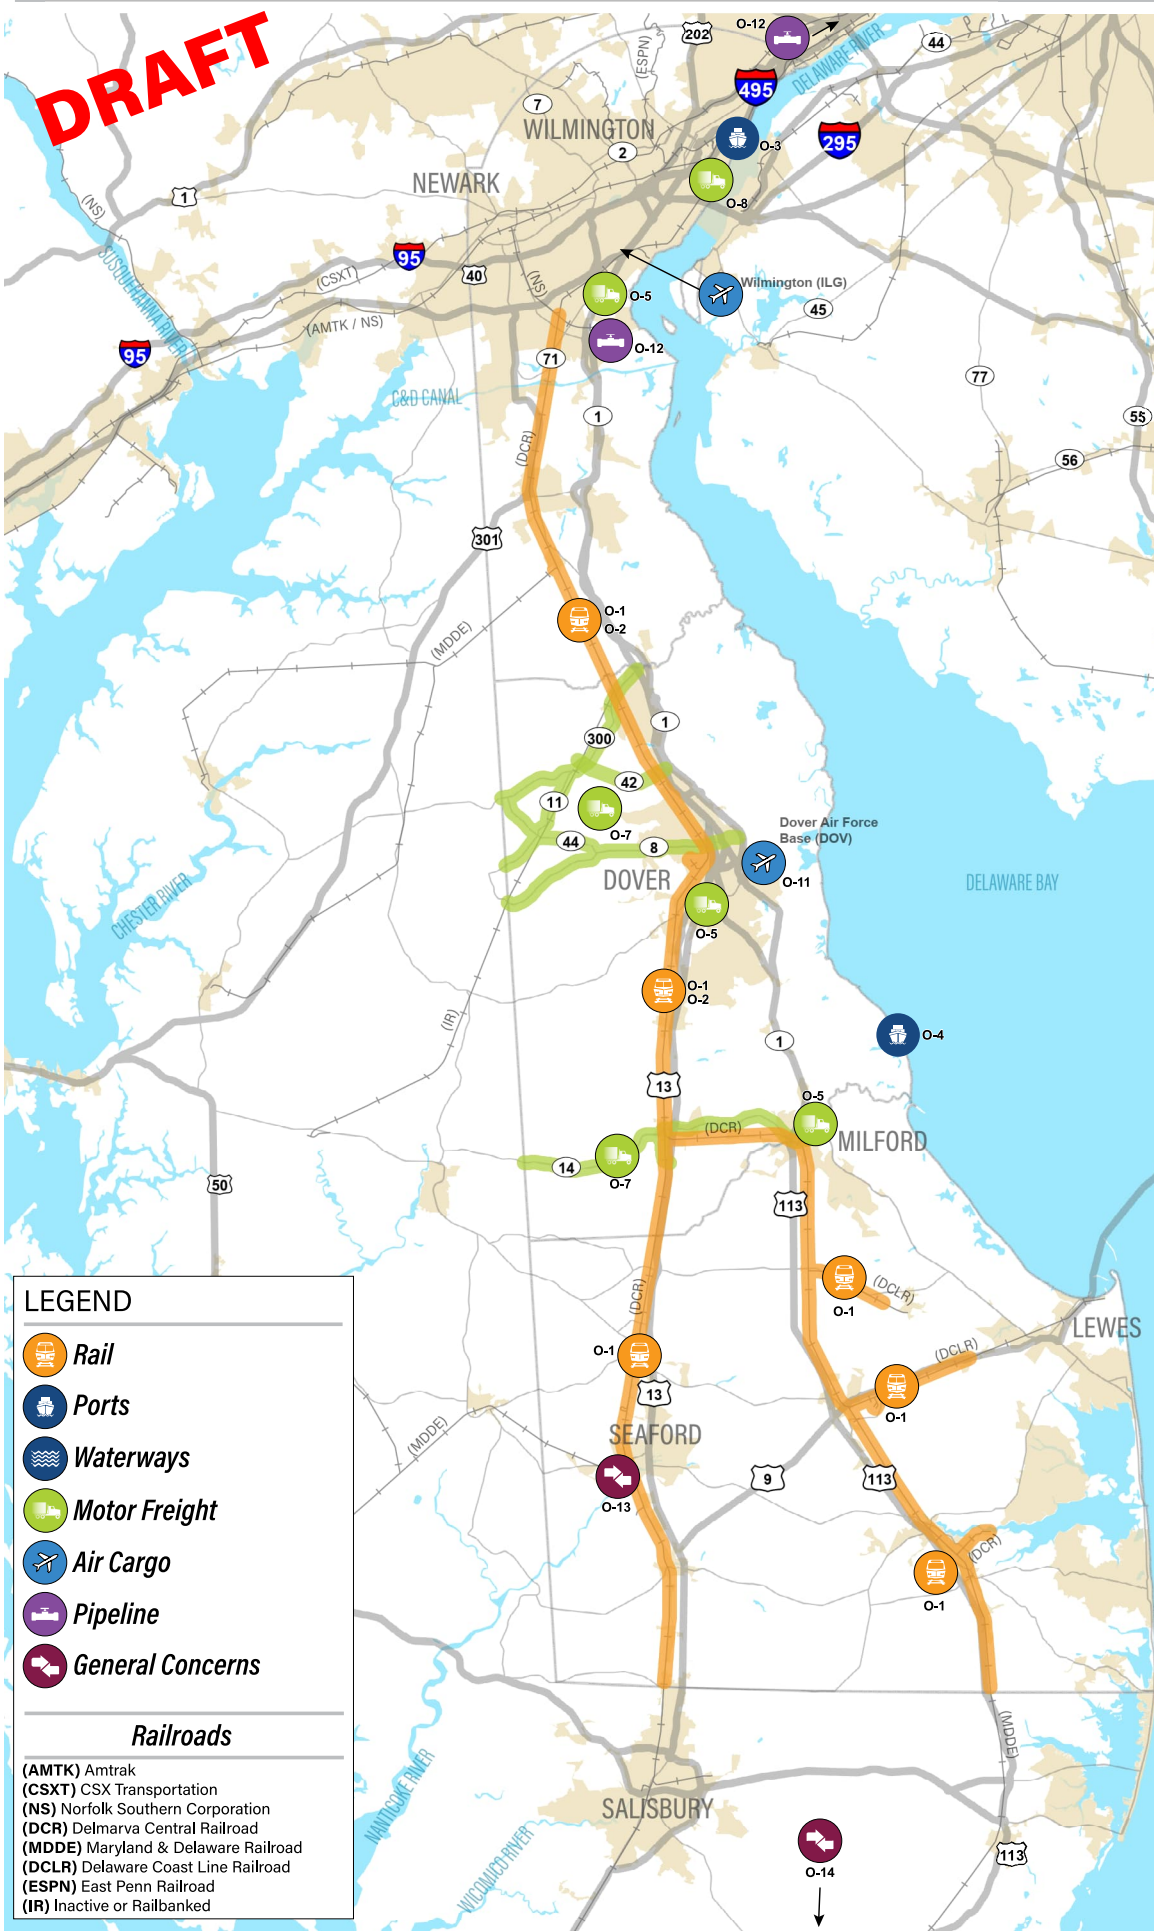 DRAFT
O-12
202
44
(ESPN)
DELAWARE RIVER
495
7
WILMINGTON
2
O-3
295
NEWARK
O-8
1
(NS)
SUSQUEHANNA RIVER
95
40
(CSXT)
(NS)
Wilmington (ILG)
O-5
45
(AMTK / NS)
95
O-12
71
77
C&D CANAL
1
55
(DCR)
56
301
O-1
O-2
(MDDE)
1
300
42
11
O-7
44
8
Dover Air Force
Base (DOV)
DOVER
O-11
DELAWARE BAY
CHESTER RIVER
O-5
O-1
O-2
(IR)
1
O-4
13
O-5
(DCR)
MILFORD
14
O-7
50
113
(DCR)
(DCLR)
O-1
LEWES
O-1
(DCLR)
13
O-1
SEAFORD
(MDDE)
9
113
O-13
(DCR)
O-1
(MDDE)
NANTICOKE RIVER
SALISBURY
WICOMICO RIVER
113
O-14
LEGEND
Rail
Ports
Waterways
Motor Freight
Air Cargo
Pipeline
General Concerns
Railroads
(AMTK) Amtrak
(CSXT) CSX Transportation
(NS) Norfolk Southern Corporation
(DCR) Delmarva Central Railroad
(MDDE) Maryland & Delaware Railroad
(DCLR) Delaware Coast Line Railroad
(ESPN) East Penn Railroad
(IR) Inactive or Railbanked